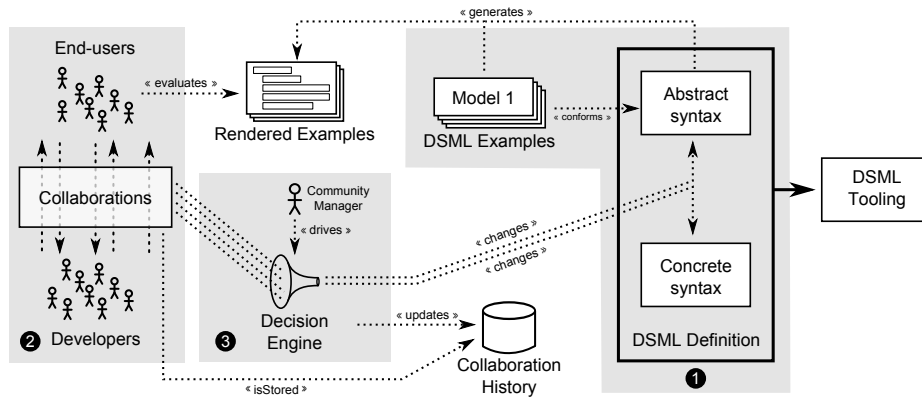 « generates »
End-users
« evaluates »
Rendered Examples
Model 1
DSML Examples
« conforms »
Abstract
syntax
Collaborations
Community
Manager
« drives »
« changes »
« changes »
DSML
Tooling
Concrete
syntax
Decision
Engine
« updates »
Collaboration
History
DSML Definition
2
Developers
3
1
« isStored »